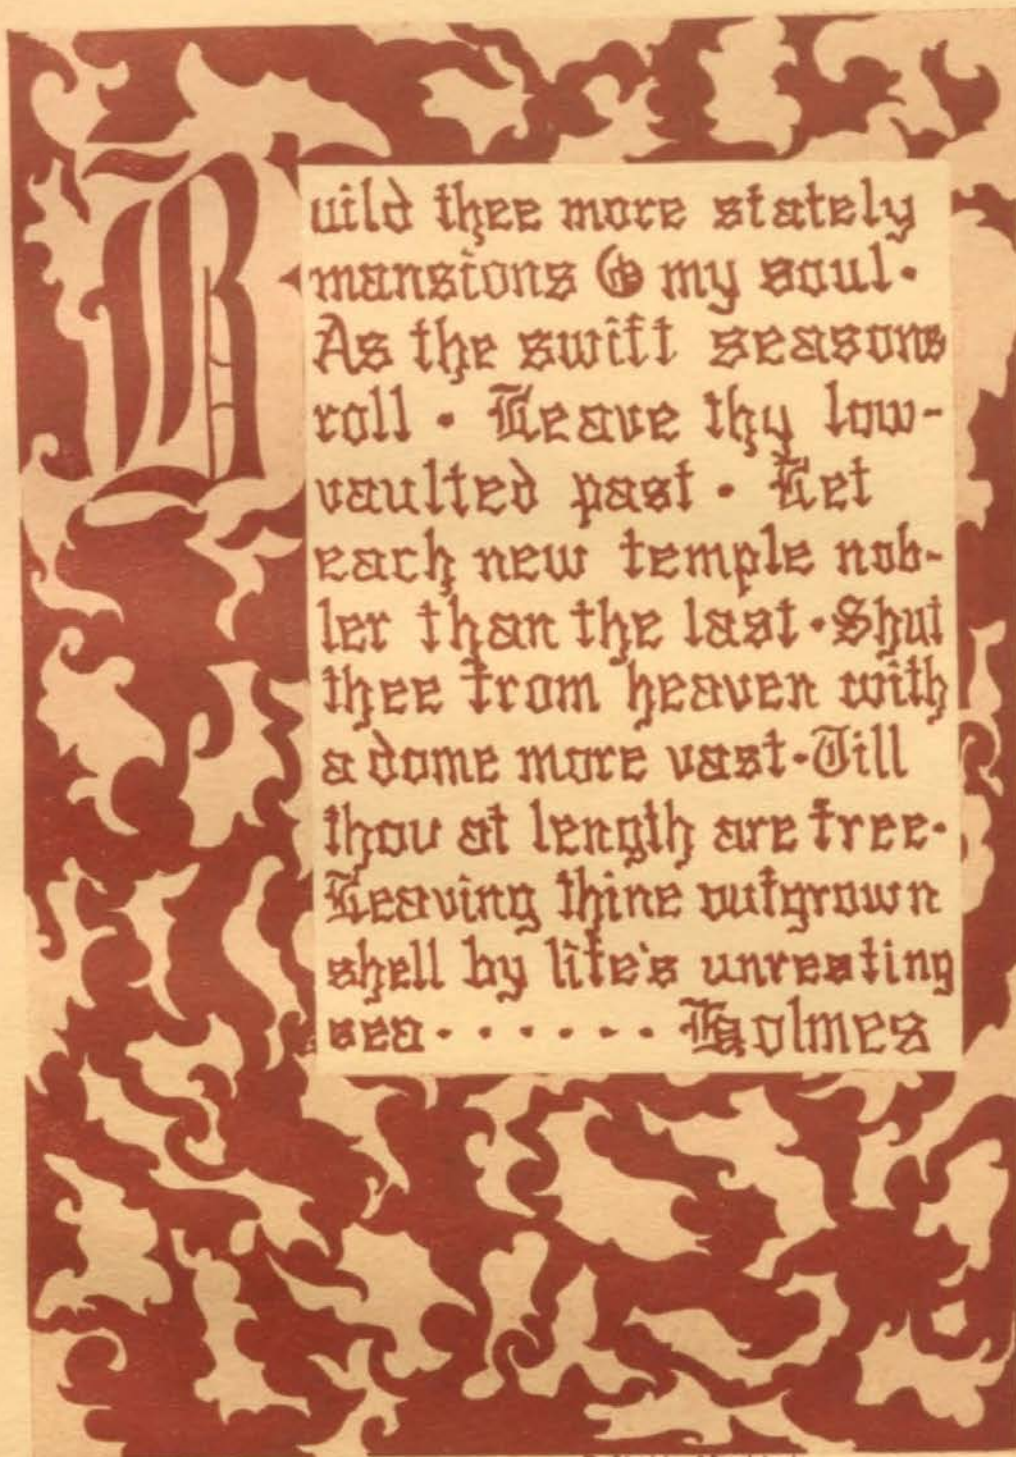 Build thee more stately
mansions O my soul·
As the swift seasons
roll · Leave thy low-
vaulted past · Let
each new temple nob-
ler than the last·Shut
thee from heaven with
a dome more vast·Till
thou at length are free·
Leaving thine outgrown
shell by life's unresting
sea · · · · · · Holmes